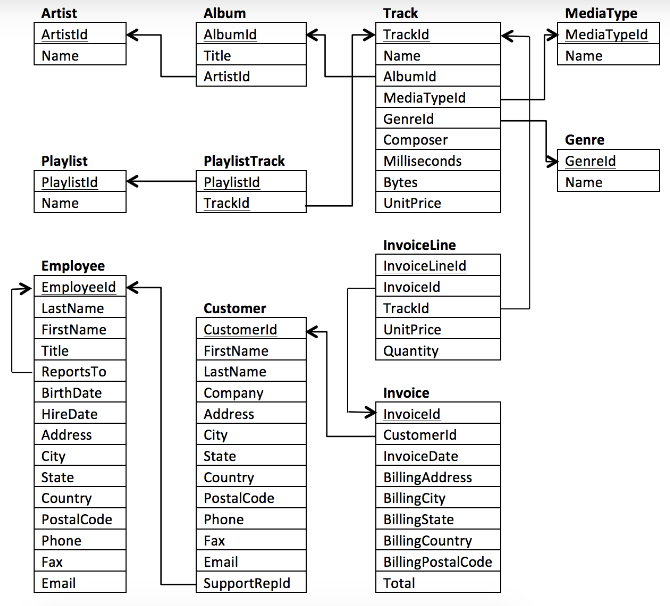 Artist
ArtistId
Name
Album
AlbumId
Title
ArtistId
Track
TrackId
Name
AlbumId
MediaTypeId
GenreId
Composer
Milliseconds
Bytes
UnitPrice
MediaType
MediaTypeId
Name
Genre
GenreId
Name
Playlist
PlaylistId
Name
PlaylistTrack
PlaylistId
TrackId
Employee
EmployeeId
LastName
FirstName
Title
ReportsTo
BirthDate
HireDate
Address
City
State
Country
PostalCode
Phone
Fax
Email
Customer
CustomerId
FirstName
LastName
Company
Address
City
State
Country
PostalCode
Phone
Fax
Email
SupportRepId
InvoiceLine
InvoiceLineId
InvoiceId
TrackId
UnitPrice
Quantity
Invoice
InvoiceId
CustomerId
InvoiceDate
BillingAddress
BillingCity
BillingState
BillingCountry
BillingPostalCode
Total